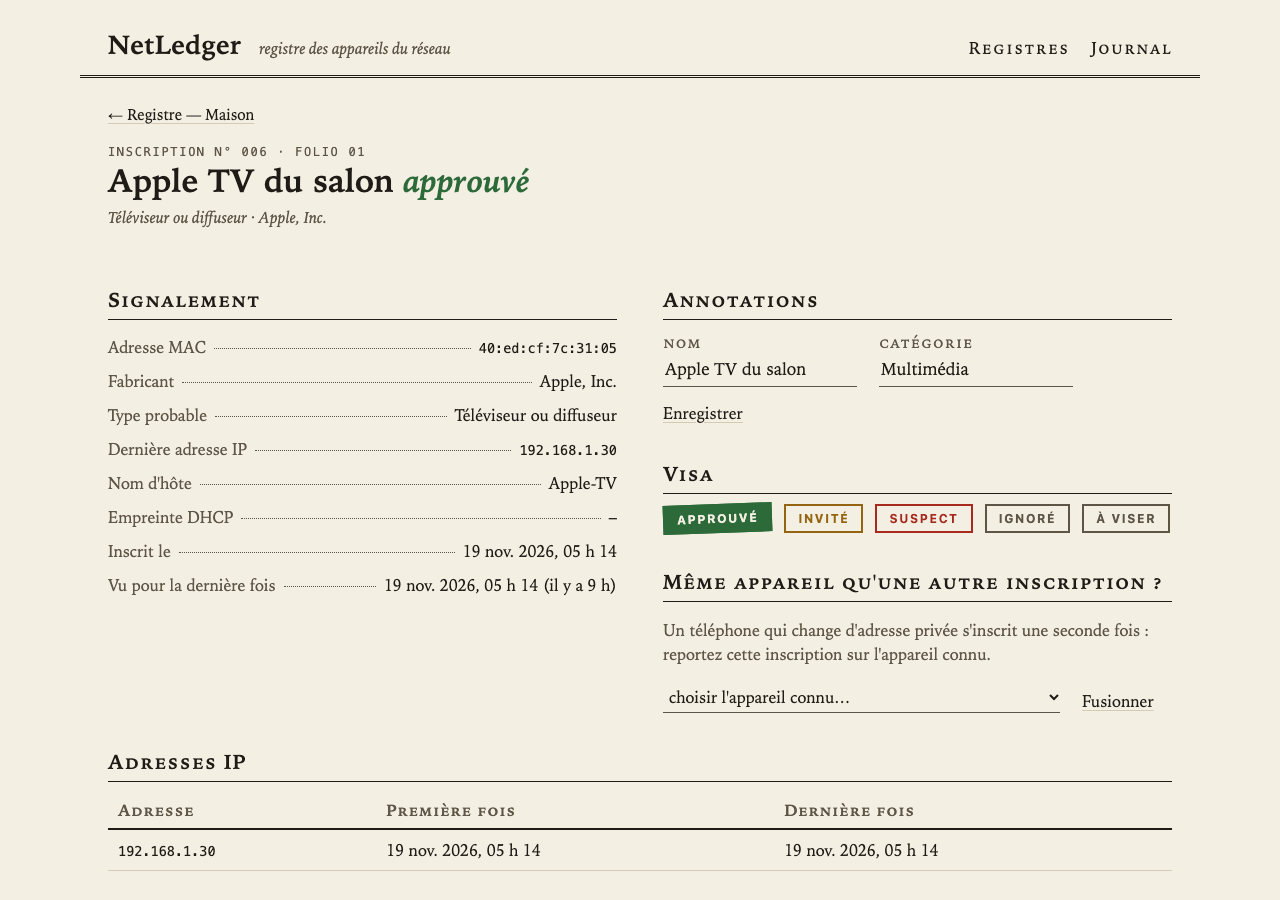 NetLedger registre des appareils du réseau
Registres Journal
← Registre — Maison
INSCRIPTION N° 006 · FOLIO 01
Apple TV du salon approuvé
Téléviseur ou diffuseur · Apple, Inc.
Signalement
Adresse MAC 40:ed:cf:7c:31:05
Fabricant Apple, Inc.
Type probable Téléviseur ou diffuseur
Dernière adresse IP 192.168.1.30
Nom d'hôte Apple-TV
Empreinte DHCP –
Inscrit le 19 nov. 2026, 05 h 14
Vu pour la dernière fois 19 nov. 2026, 05 h 14 (il y a 9 h)
Annotations
nom catégorie
Apple TV du salon Multimédia
Enregistrer
Visa
APPROUVÉ INVITÉ SUSPECT IGNORÉ À VISER
Même appareil qu'une autre inscription ?
Un téléphone qui change d'adresse privée s'inscrit une seconde fois :
reportez cette inscription sur l'appareil connu.
choisir l'appareil connu… Fusionner
Adresses IP
Adresse Première fois Dernière fois
192.168.1.30 19 nov. 2026, 05 h 14 19 nov. 2026, 05 h 14